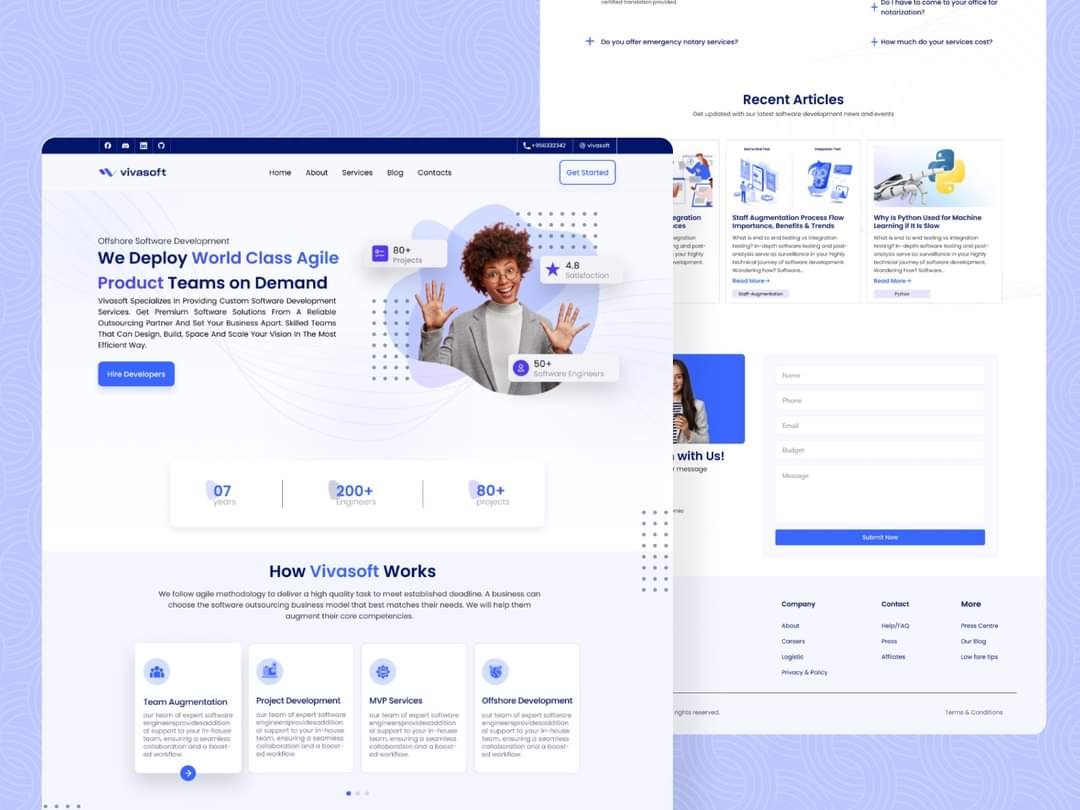 +956332342
vivasoft
vivasoft
Home
About
Services
Blog
Contacts
Get Started
Offshore Software Development
We Deploy World Class Agile
Product Teams on Demand
Vivasoft Specializes In Providing Custom Software Development
Services. Get Premium Software Solutions From A Reliable
Outsourcing Partner And Set Your Business Apart. Skilled Teams
That Can Design, Build, Space And Scale Your Vision In The Most
Efficient Way.
Hire Developers
80+
Projects
4.8
Satisfaction
50+
Software Engineers
07
years
200+
Engineers
80+
projects
How Vivasoft Works
We follow agile methodology to deliver a high quality task to meet established deadline. A business can
choose the software outsourcing business model that best matches their needs. We will help them
augment their core competencies.
Team Augmentation
our team of expert software
engineersprovidesaddition
al support to your in-house
team, ensuring a seamless
collaboration and a boost-
ed workflow.
Project Development
our team of expert software
engineersprovidesaddition
al support to your in-house
team, ensuring a seamless
collaboration and a boost-
ed workflow.
MVP Services
our team of expert software
engineersprovidesaddition
al support to your in-house
team, ensuring a seamless
collaboration and a boost-
ed workflow.
Offshore Development
our team of expert software
engineersprovidesaddition
al support to your in-house
team, ensuring a seamless
collaboration and a boost-
ed workflow.
certified translation provided.
Do I have to come to your office for
notarization?
Do you offer emergency notary services?
How much do your services cost?
Recent Articles
Get updated with our latest software development news and events
End to End Test
Integration Test
Staff Augmentation Process Flow
Importance, Benefits & Trends
What is end to end testing vs integration
testing? In-depth software testing and post-
analysis serve as surveillance in your highly
technical journey of software development.
Wondering how? Software...
Read More
Staff-Augmentation
Why Is Python Used for Machine
Learning if It Is Slow
What is end to end testing vs integration
testing? In-depth software testing and post-
analysis serve as surveillance in your highly
technical journey of software development.
Wondering how? Software...
Read More
Python
with Us!
message
Name
Phone
Email
Budget
Message
Submit Now
Company
About
Careers
Logistic
Privacy & Policy
Contact
Help/FAQ
Press
Affliates
More
Press Centre
Our Blog
Low fare tips
rights reserved.
Terms & Conditions